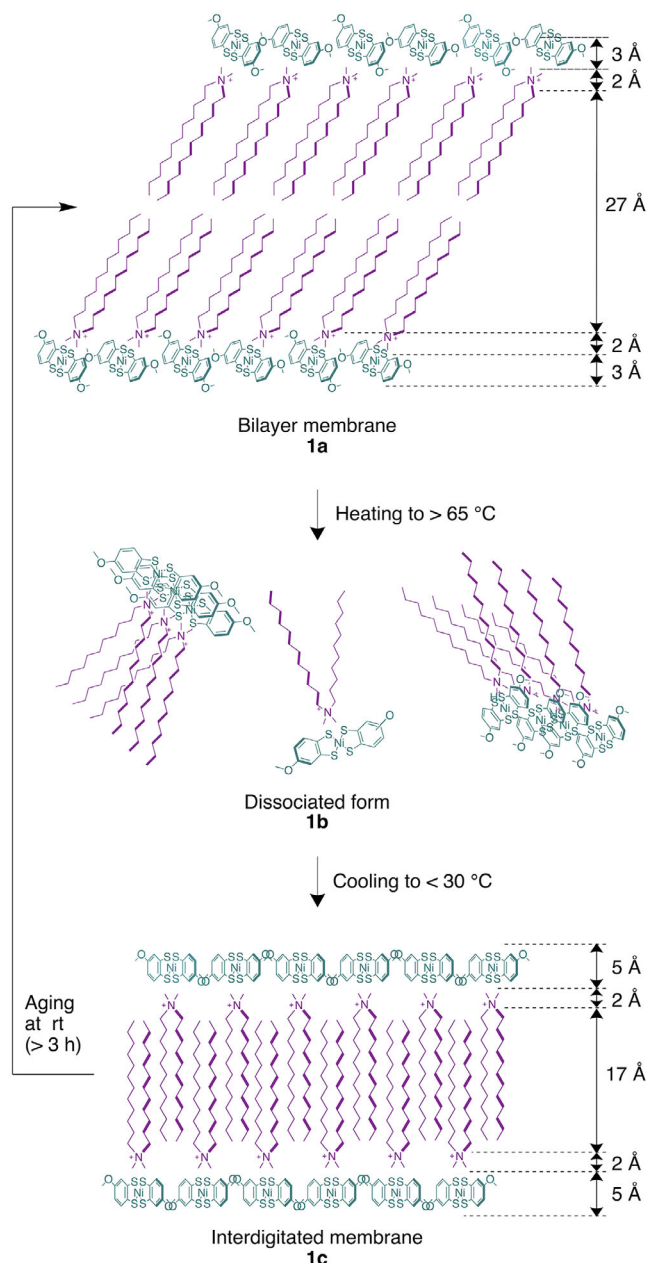 3 Å
2 Å
27 Å
2 Å
3 Å
Bilayer membrane
1a
Heating to > 65 °C
Dissociated form
1b
Cooling to < 30 °C
Aging
at rt
(> 3 h)
5 Å
2 Å
17 Å
2 Å
5 Å
Interdigitated membrane
1c